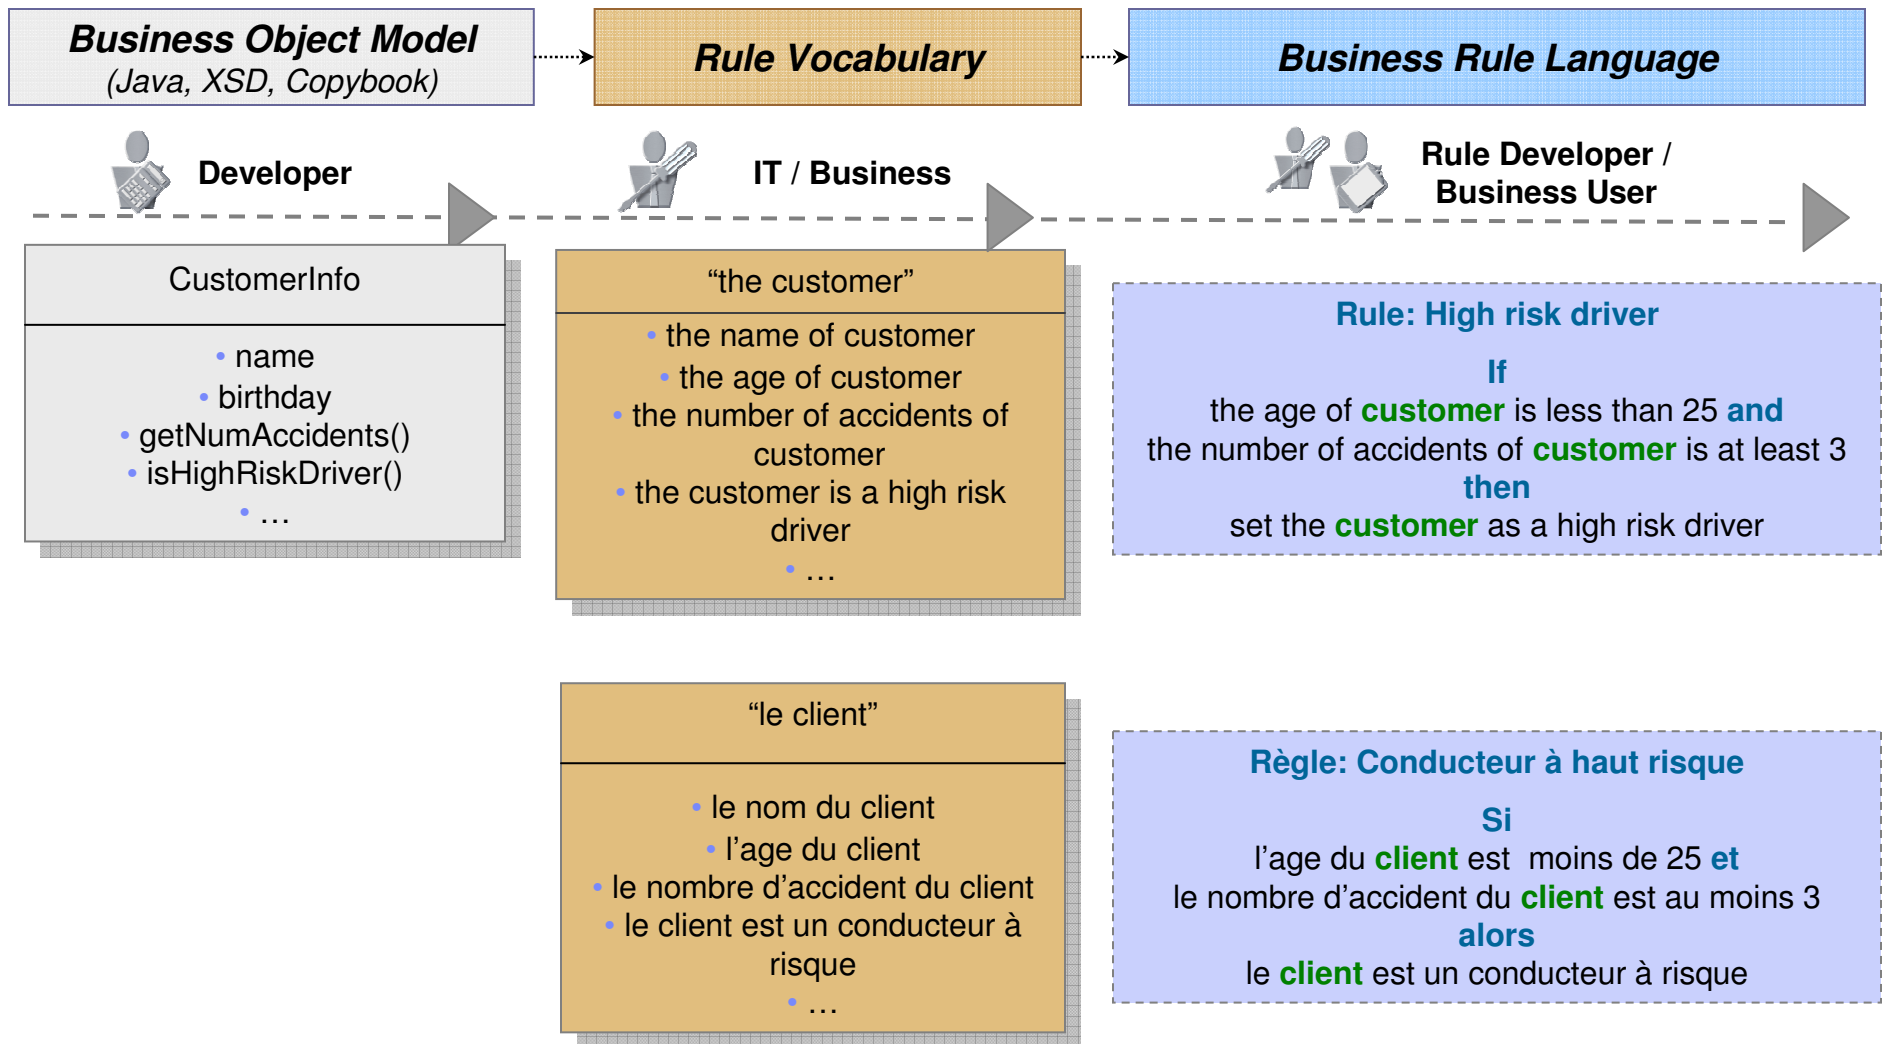 Business Object Model
(Java, XSD, Copybook)
Rule Vocabulary
Business Rule Language
Developer
IT / Business
Rule Developer /
Business User
CustomerInfo
• name
• birthday
• getNumAccidents()
• isHighRiskDriver()
• …
“the customer”
• the name of customer
• the age of customer
• the number of accidents of
customer
• the customer is a high risk
driver
• …
Rule: High risk driver
If
the age of customer is less than 25 and
the number of accidents of customer is at least 3
then
set the customer as a high risk driver
“le client”
• le nom du client
• l’age du client
• le nombre d’accident du client
• le client est un conducteur à
risque
• …
Règle: Conducteur à haut risque
Si
l’age du client est  moins de 25 et
le nombre d’accident du client est au moins 3
alors
le client est un conducteur à risque